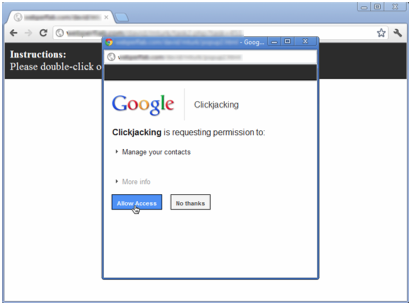 - Goog...
Instructions:
Please double-click o
Google
Clickjacking
Clickjacking is requesting permission to:
Manage your contacts
More info
Allow Access
No thanks